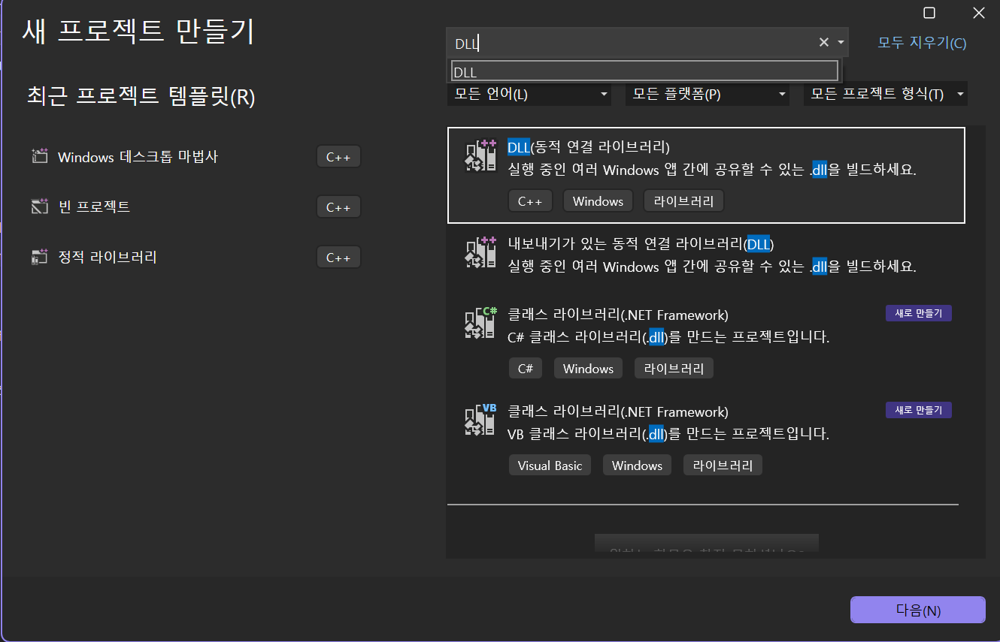 새 프로젝트 만들기
DLL
모두 지우기(C)
DLL
모든 언어(L)
모든 플랫폼(P)
모든 프로젝트 형식(T)
최근 프로젝트 템플릿(R)
Windows 데스크톱 마법사
C++
빈 프로젝트
C++
정적 라이브러리
C++
DLL(동적 연결 라이브러리)
실행 중인 여러 Windows 앱 간에 공유할 수 있는 .dll을 빌드하세요.
C++
Windows
라이브러리
내보내기가 있는 동적 연결 라이브러리(DLL)
실행 중인 여러 Windows 앱 간에 공유할 수 있는 .dll을 빌드하세요.
클래스 라이브러리(.NET Framework)
새로 만들기
C# 클래스 라이브러리(.dll)를 만드는 프로젝트입니다.
C#
Windows
라이브러리
클래스 라이브러리(.NET Framework)
새로 만들기
VB 클래스 라이브러리(.dll)를 만드는 프로젝트입니다.
Visual Basic
Windows
라이브러리
다음(N)